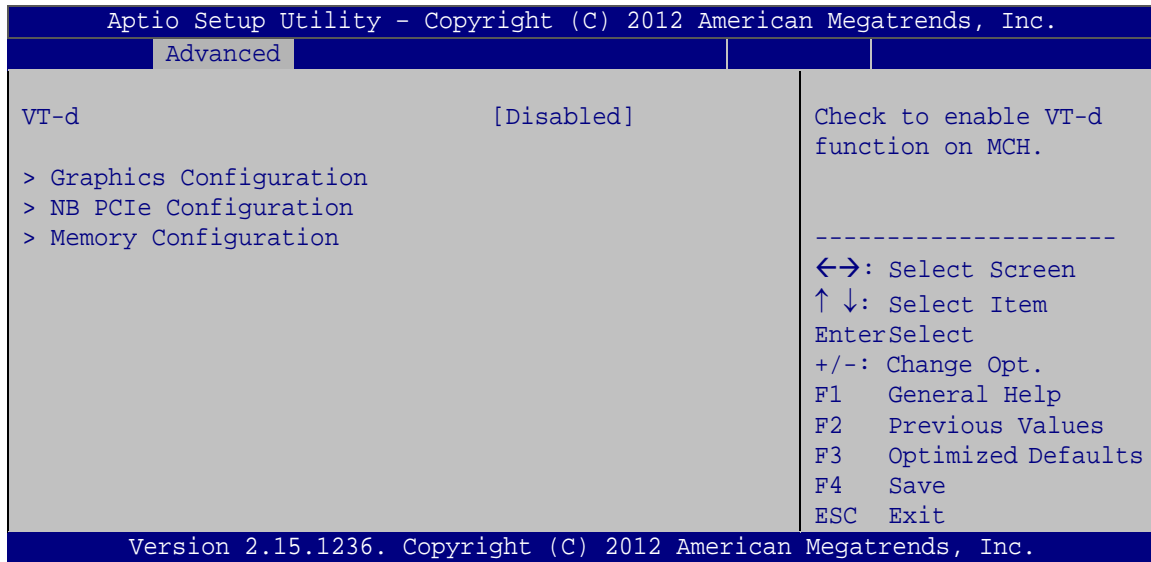 Aptio Setup Utility – Copyright (C) 2012 American Megatrends, Inc.
Advanced
VT-d [Disabled]
> Graphics Configuration
> NB PCIe Configuration
> Memory Configuration
Check to enable VT-d
function on MCH.
---------------------
←→: Select Screen
↑ ↓: Select Item
EnterSelect
+/-: Change Opt.
F1 General Help
F2 Previous Values
F3 Optimized Defaults
F4 Save
ESC Exit
Version 2.15.1236. Copyright (C) 2012 American Megatrends, Inc.